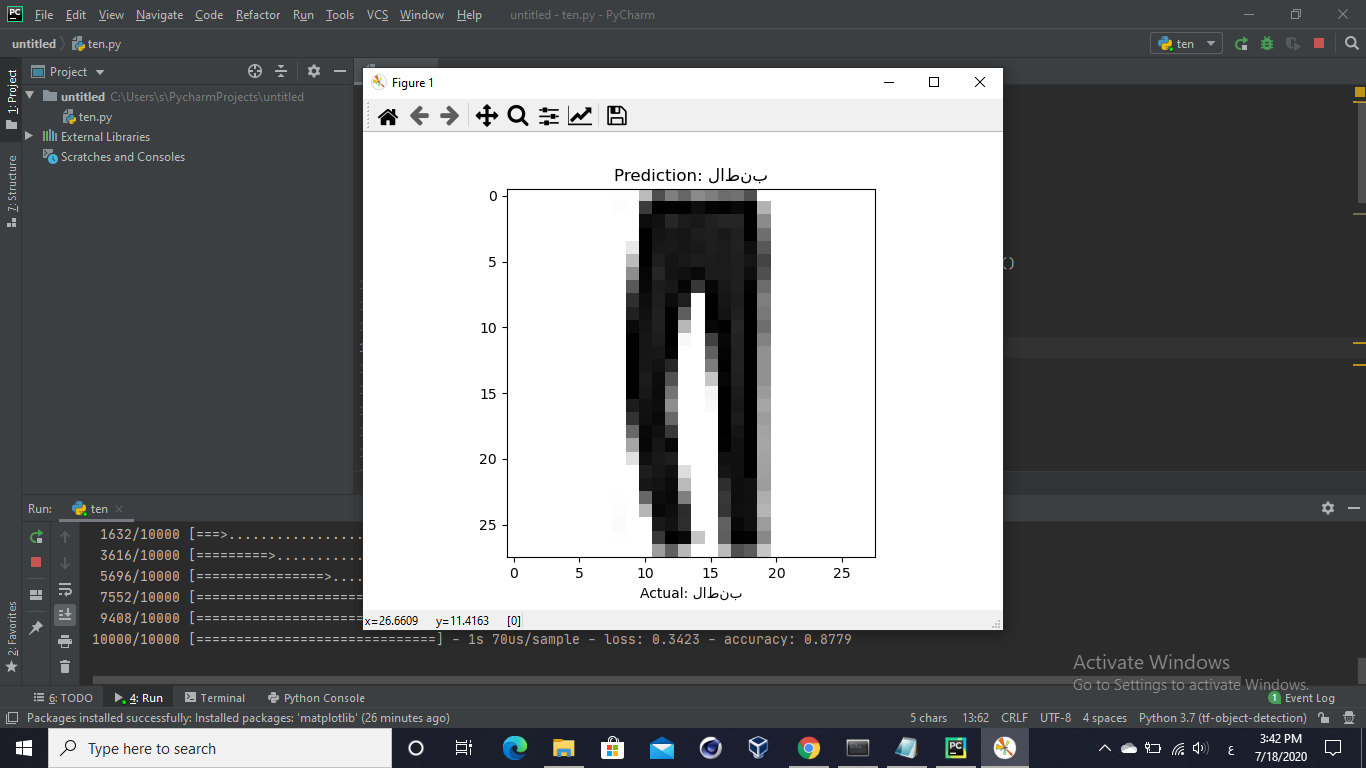 File Edit View Navigate Code Refactor Run Tools VCS Window Help untitled - ten.py - PyCharm
untitled ten.py ten
1: Project
Project
untitled C:\Users\s\PycharmProjects\untitled
ten.py
External Libraries
Scratches and Consoles
7: Structure
2: Favorites
Figure 1
Prediction: بنطال
0
5
10
15
20
25
0 5 10 15 20 25
Actual: بنطال
x=26.6609 y=11.4163 [0]
()
Run: ten
1632/10000 [===>..................
3616/10000 [=========>............
5696/10000 [================>.....
7552/10000 [======================
9408/10000 [======================
10000/10000 [==============================] - 1s 70us/sample - loss: 0.3423 - accuracy: 0.8779
Activate Windows
Go to Settings to activate Windows.
6: TODO 4: Run Terminal Python Console 1 Event Log
Packages installed successfully: Installed packages: 'matplotlib' (26 minutes ago) 5 chars 13:62 CRLF UTF-8 4 spaces Python 3.7 (tf-object-detection)
Type here to search
ع
3:42 PM
7/18/2020